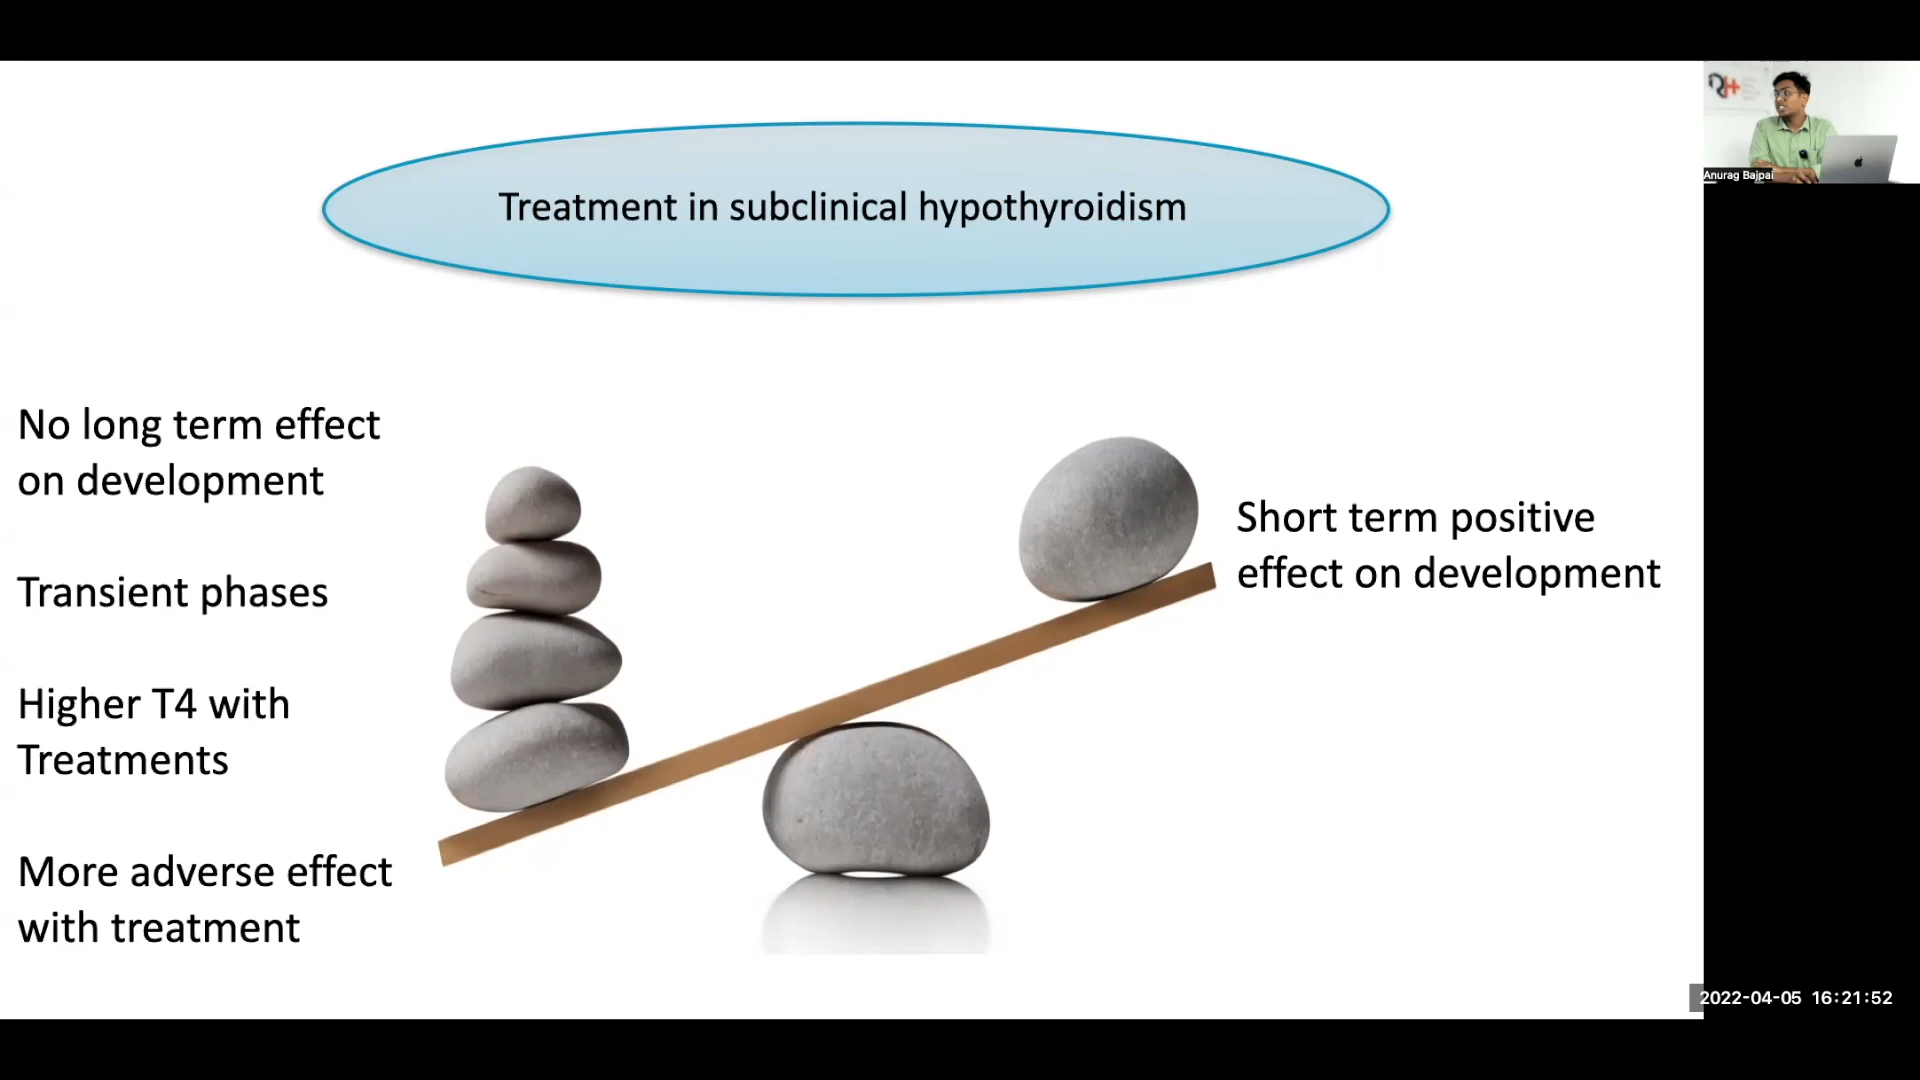 Treatment in subclinical hypothyroidism
No long term effect
on development
Transient phases
Higher T4 with
Treatments
More adverse effect
with treatment
Short term positive
effect on development
Anurag Bajpai
2022-04-05 16:21:52